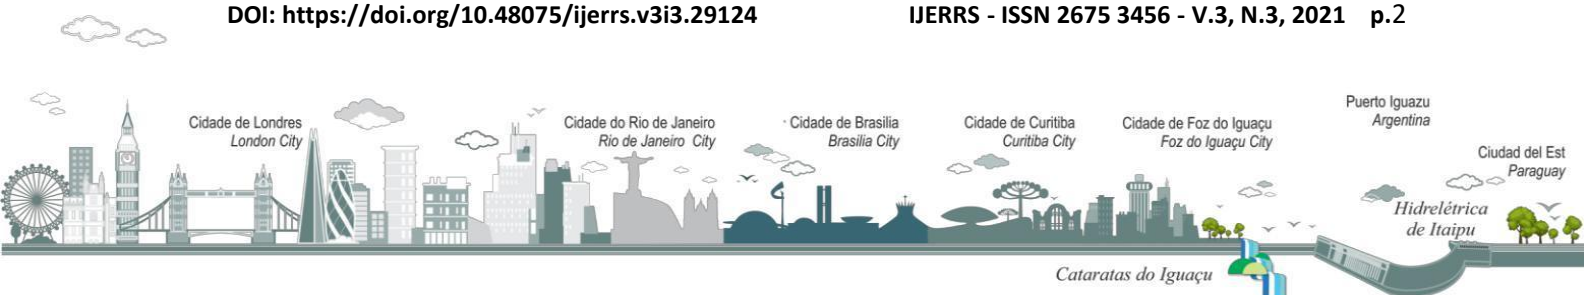 DOI: https://doi.org/10.48075/ijerrs.v3i3.29124 IJERRS - ISSN 2675 3456 - V.3, N.3, 2021 p.2
Cidade de Londres
London City
Cidade do Rio de Janeiro
Rio de Janeiro City
Cidade de Brasilia
Brasilia City
Cidade de Curitiba
Curitiba City
Cidade de Foz do Iguaçu
Foz do Iguaçu City
Puerto Iguazu
Argentina
Ciudad del Est
Paraguay
Hidrelétrica
de Itaipu
Cataratas do Iguaçu